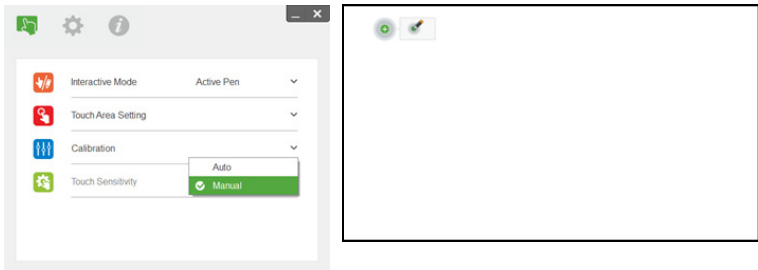 Interactive Mode Active Pen
Touch Area Setting
Calibration
Auto
Manual
Touch Sensitivity